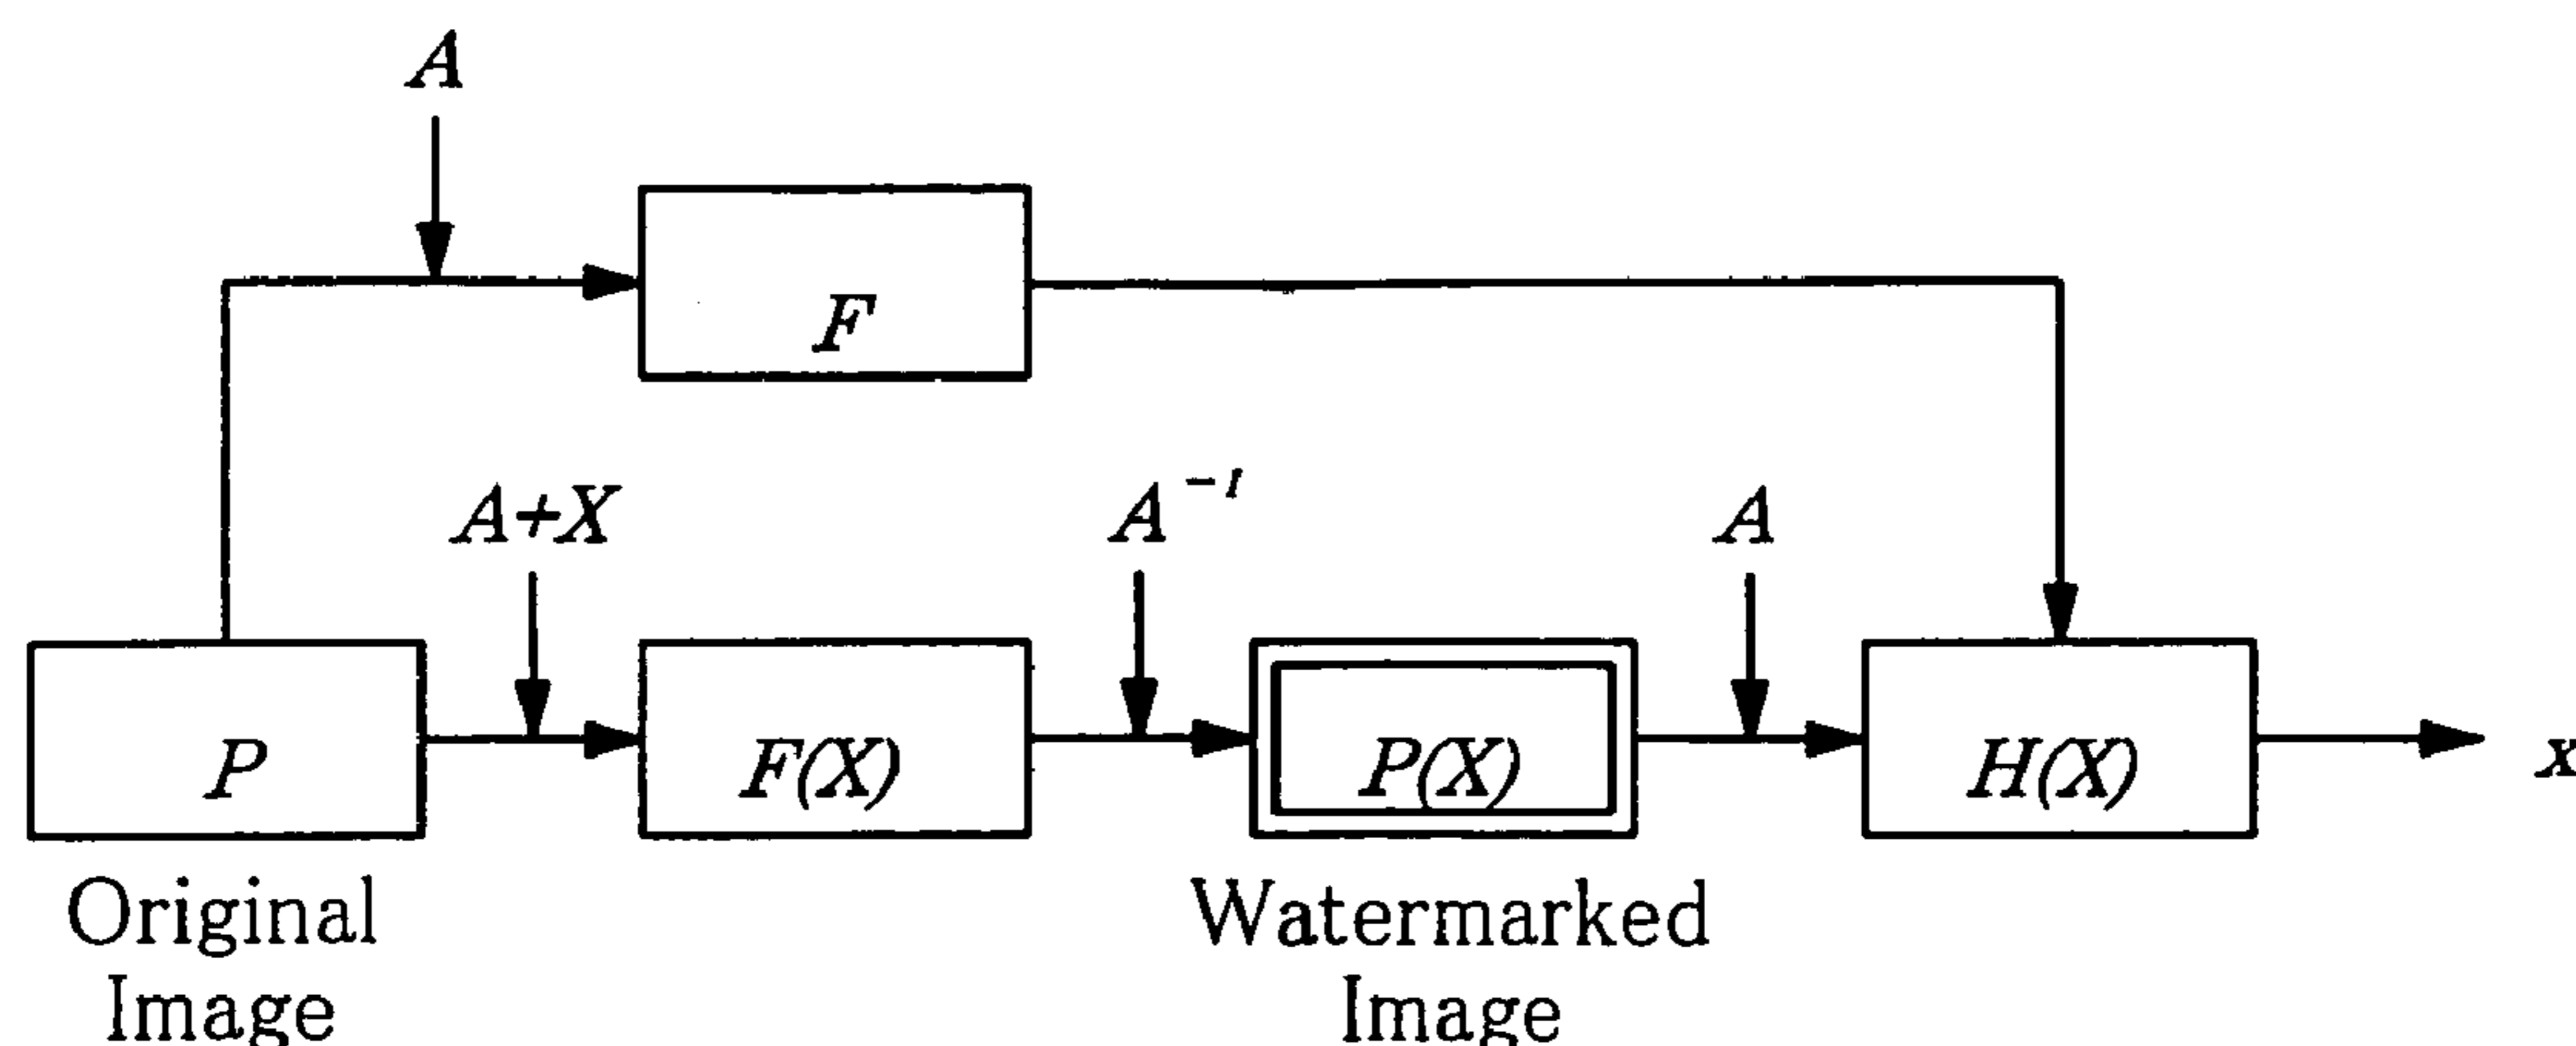 A
F
A+X
A⁻¹
A
P
F(X)
P(X)
H(X)
x
Original
Image
Watermarked
Image